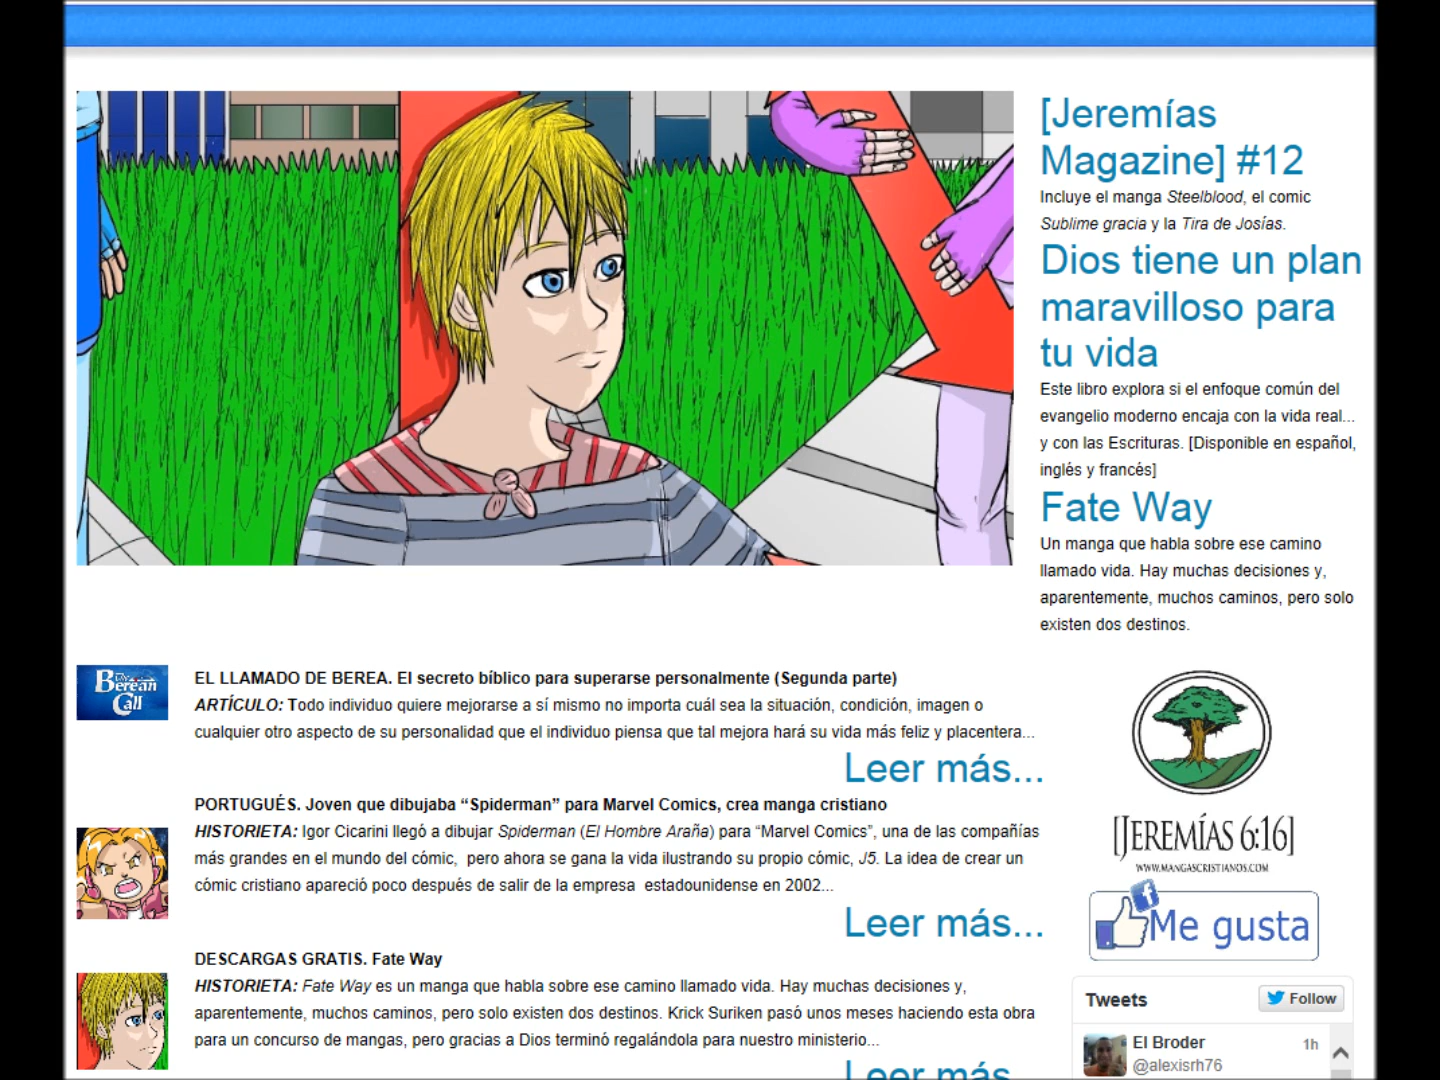 [Jeremías
Magazine] #12
Incluye el manga Steelblood, el comic
Sublime gracia y la Tira de Josías.
Dios tiene un plan
maravilloso para
tu vida
Este libro explora si el enfoque común del
evangelio moderno encaja con la vida real...
y con las Escrituras. [Disponible en español,
inglés y francés]
Fate Way
Un manga que habla sobre ese camino
llamado vida. Hay muchas decisiones y,
aparentemente, muchos caminos, pero solo
existen dos destinos.
The
Berean
Call
EL LLAMADO DE BEREA. El secreto bíblico para superarse personalmente (Segunda parte)
ARTÍCULO: Todo individuo quiere mejorarse a sí mismo no importa cuál sea la situación, condición, imagen o
cualquier otro aspecto de su personalidad que el individuo piensa que tal mejora hará su vida más feliz y placentera...
Leer más...
PORTUGUÉS. Joven que dibujaba “Spiderman” para Marvel Comics, crea manga cristiano
HISTORIETA: Igor Cicarini llegó a dibujar Spiderman (El Hombre Araña) para “Marvel Comics”, una de las compañías
más grandes en el mundo del cómic, pero ahora se gana la vida ilustrando su propio cómic, J5. La idea de crear un
cómic cristiano apareció poco después de salir de la empresa estadounidense en 2002...
Leer más...
DESCARGAS GRATIS. Fate Way
HISTORIETA: Fate Way es un manga que habla sobre ese camino llamado vida. Hay muchas decisiones y,
aparentemente, muchos caminos, pero solo existen dos destinos. Krick Suriken pasó unos meses haciendo esta obra
para un concurso de mangas, pero gracias a Dios terminó regalándola para nuestro ministerio...
Leer más...
[JEREMÍAS 6:16]
WWW.MANGASCRISTIANOS.COM
f
Me gusta
Tweets
Follow
El Broder 1h
@alexisrh76